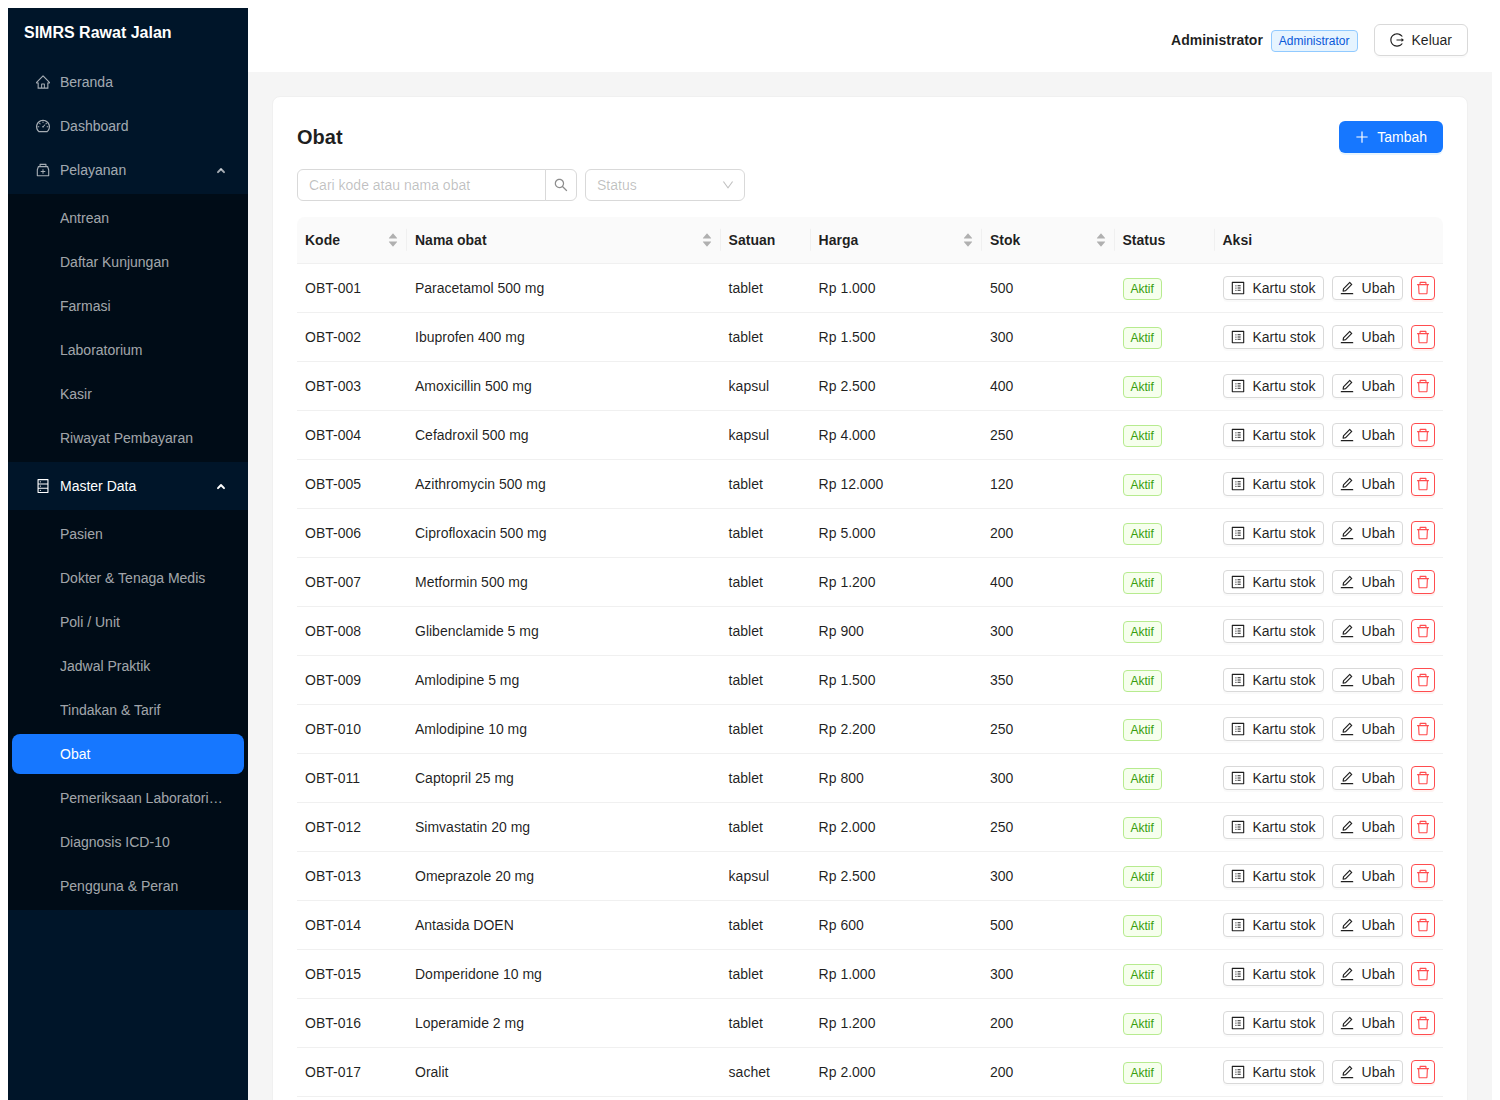 SIMRS Rawat Jalan
Administrator Administrator Keluar
Beranda
Dashboard
Pelayanan
Antrean
Daftar Kunjungan
Farmasi
Laboratorium
Kasir
Riwayat Pembayaran
Master Data
Pasien
Dokter & Tenaga Medis
Poli / Unit
Jadwal Praktik
Tindakan & Tarif
Obat
Pemeriksaan Laboratori…
Diagnosis ICD-10
Pengguna & Peran
Obat
Tambah
Cari kode atau nama obat Status
Kode Nama obat Satuan Harga Stok Status Aksi
OBT-001 Paracetamol 500 mg tablet Rp 1.000 500 Aktif Kartu stok Ubah
OBT-002 Ibuprofen 400 mg tablet Rp 1.500 300 Aktif Kartu stok Ubah
OBT-003 Amoxicillin 500 mg kapsul Rp 2.500 400 Aktif Kartu stok Ubah
OBT-004 Cefadroxil 500 mg kapsul Rp 4.000 250 Aktif Kartu stok Ubah
OBT-005 Azithromycin 500 mg tablet Rp 12.000 120 Aktif Kartu stok Ubah
OBT-006 Ciprofloxacin 500 mg tablet Rp 5.000 200 Aktif Kartu stok Ubah
OBT-007 Metformin 500 mg tablet Rp 1.200 400 Aktif Kartu stok Ubah
OBT-008 Glibenclamide 5 mg tablet Rp 900 300 Aktif Kartu stok Ubah
OBT-009 Amlodipine 5 mg tablet Rp 1.500 350 Aktif Kartu stok Ubah
OBT-010 Amlodipine 10 mg tablet Rp 2.200 250 Aktif Kartu stok Ubah
OBT-011 Captopril 25 mg tablet Rp 800 300 Aktif Kartu stok Ubah
OBT-012 Simvastatin 20 mg tablet Rp 2.000 250 Aktif Kartu stok Ubah
OBT-013 Omeprazole 20 mg kapsul Rp 2.500 300 Aktif Kartu stok Ubah
OBT-014 Antasida DOEN tablet Rp 600 500 Aktif Kartu stok Ubah
OBT-015 Domperidone 10 mg tablet Rp 1.000 300 Aktif Kartu stok Ubah
OBT-016 Loperamide 2 mg tablet Rp 1.200 200 Aktif Kartu stok Ubah
OBT-017 Oralit sachet Rp 2.000 200 Aktif Kartu stok Ubah